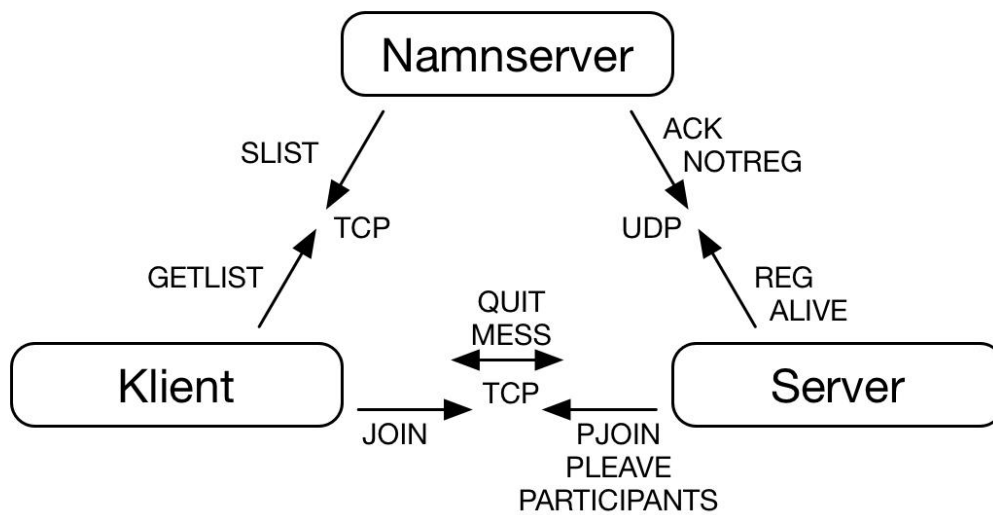 Namnserver
SLIST
ACK
NOTREG
TCP
UDP
GETLIST
REG
ALIVE
QUIT
MESS
TCP
Klient
Server
JOIN
PJOIN
PLEAVE
PARTICIPANTS